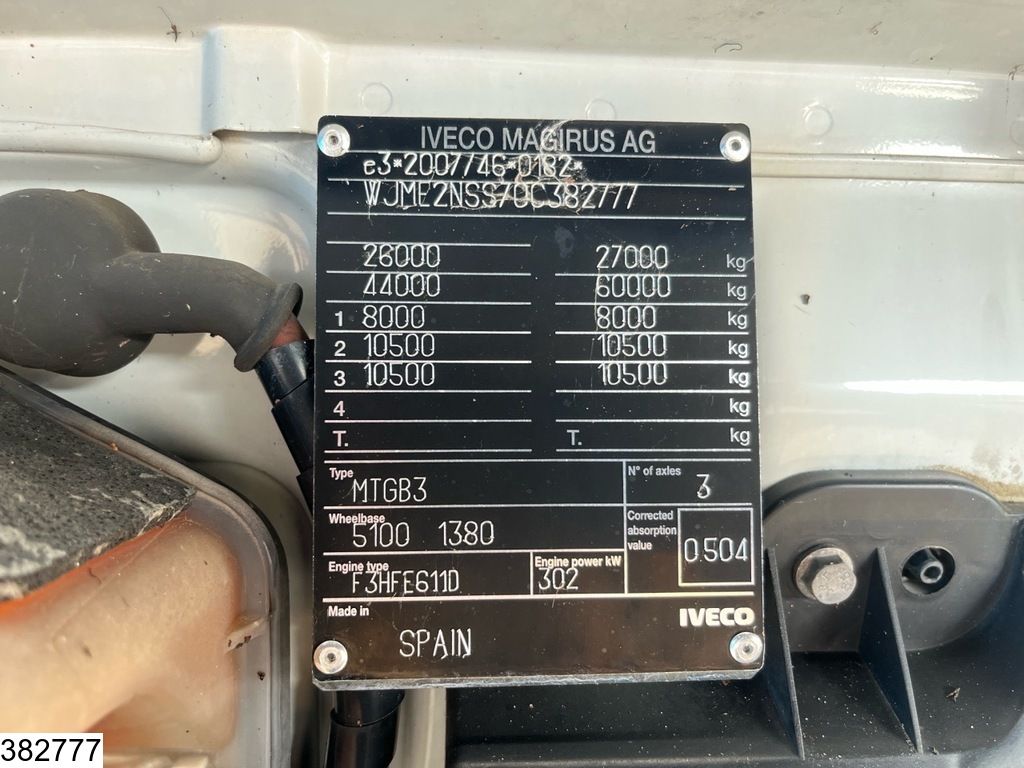 IVECO MAGIRUS AG
e3*2007/46*0182*
WJME2NSS70C382777
26000 27000 kg
44000 60000 kg
1 8000 8000 kg
2 10500 10500 kg
3 10500 10500 kg
4 kg
T. T. kg
Type MTGB3 N° of axles 3
Wheelbase 5100 1380 Corrected absorption value 0.504
Engine type F3HFE611D Engine power kW 302
Made in IVECO
SPAIN
382777